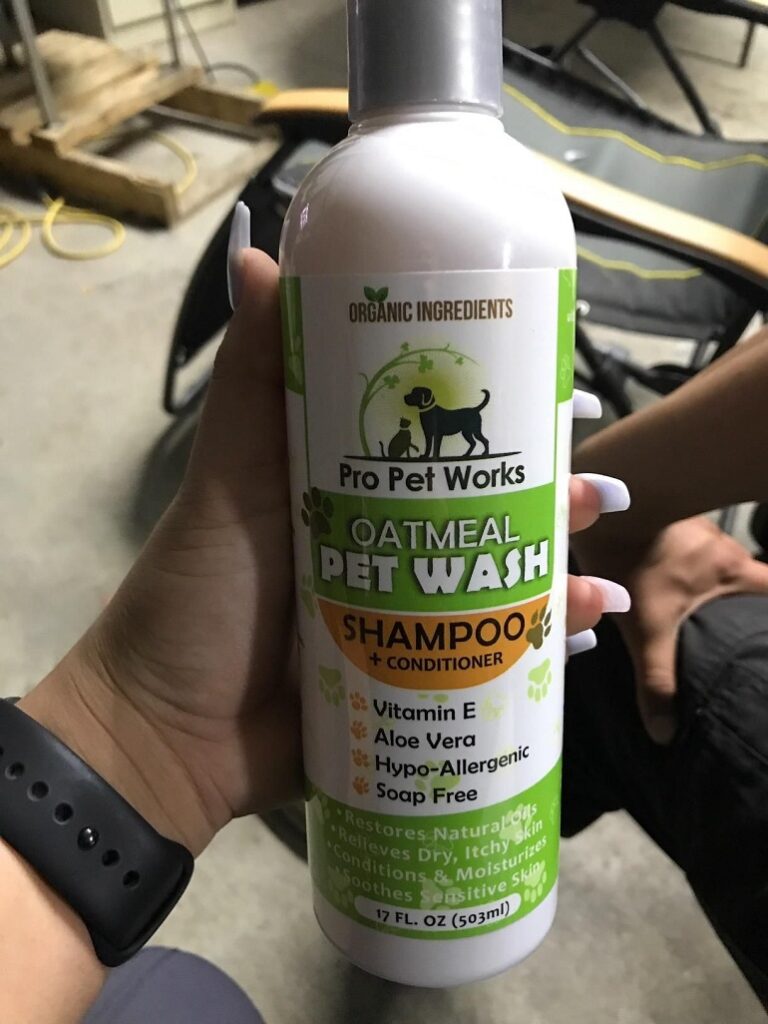 ORGANIC INGREDIENTS
Pro Pet Works
OATMEAL
PET WASH
SHAMPOO
+ CONDITIONER
Vitamin E
Aloe Vera
Hypo-Allergenic
Soap Free
•Restores Natural Oils
•Relieves Dry, Itchy Skin
•Conditions & Moisturizes
•Soothes Sensitive Skin
17 FL. OZ (503ml)